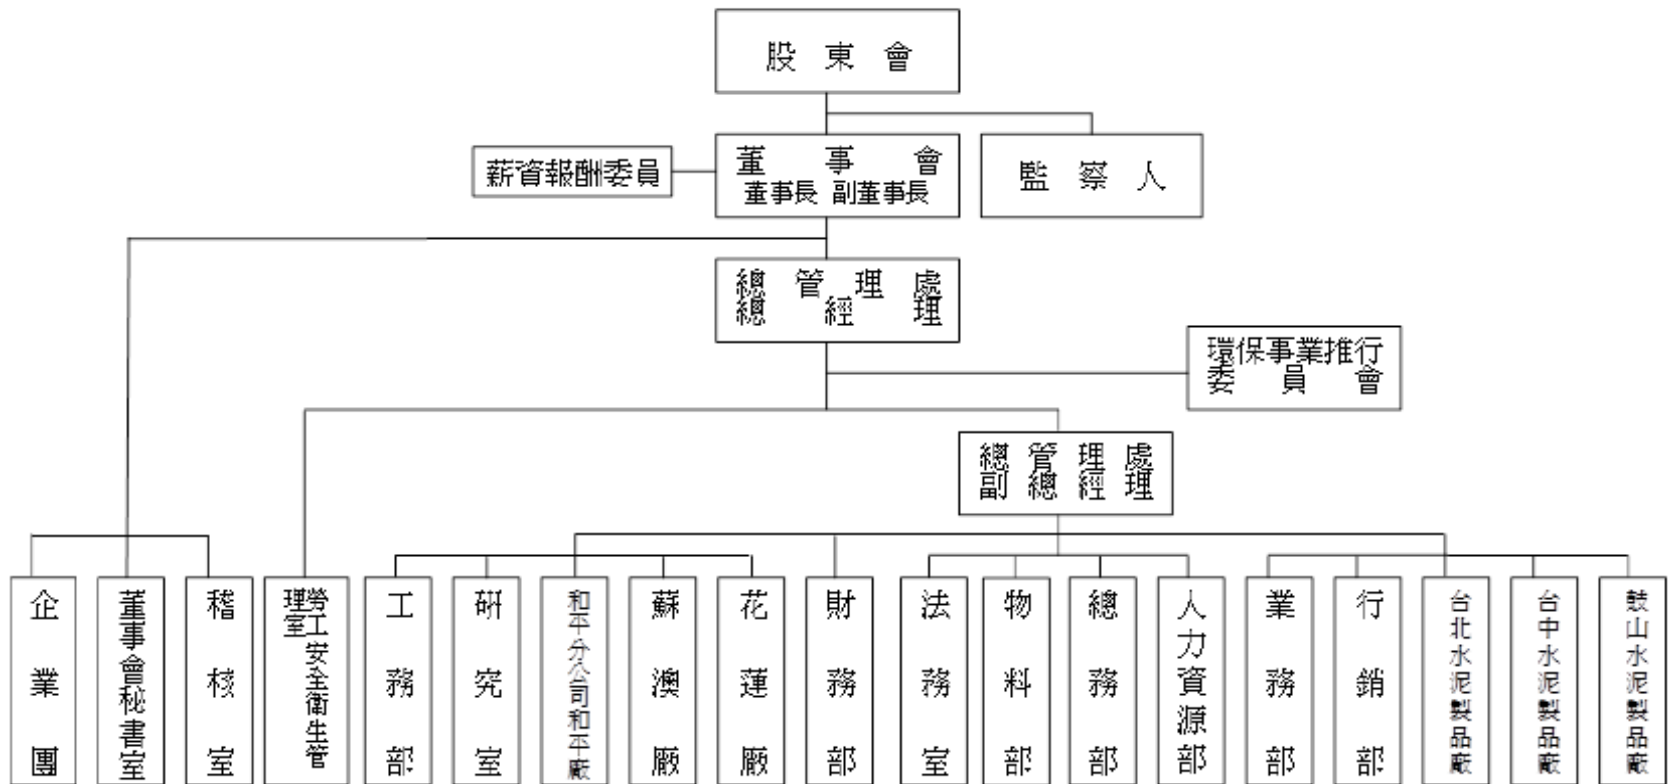 股東會
薪資報酬委員
董事會
董事長 副董事長
監察人
總管理處
總經理
環保事業推行
委員會
總管理處
副總經理
企業團
董事會秘書室
稽核室
勞工安全衛生管
理室
工務部
研究室
和平分公司和平廠
蘇澳廠
花蓮廠
財務部
法務室
物料部
總務部
人力資源部
業務部
行銷部
台北水泥製品廠
台中水泥製品廠
鼓山水泥製品廠